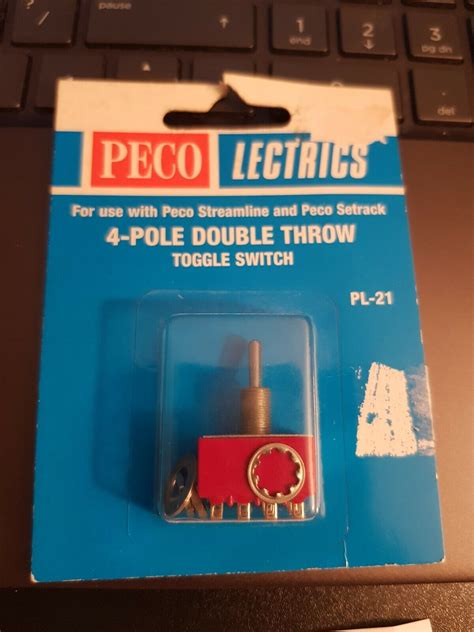 pause
1
end
2
3
pg dn
del
PECO LECTRICS
For use with Peco Streamline and Peco Setrack
4-POLE DOUBLE THROW
TOGGLE SWITCH
PL-21